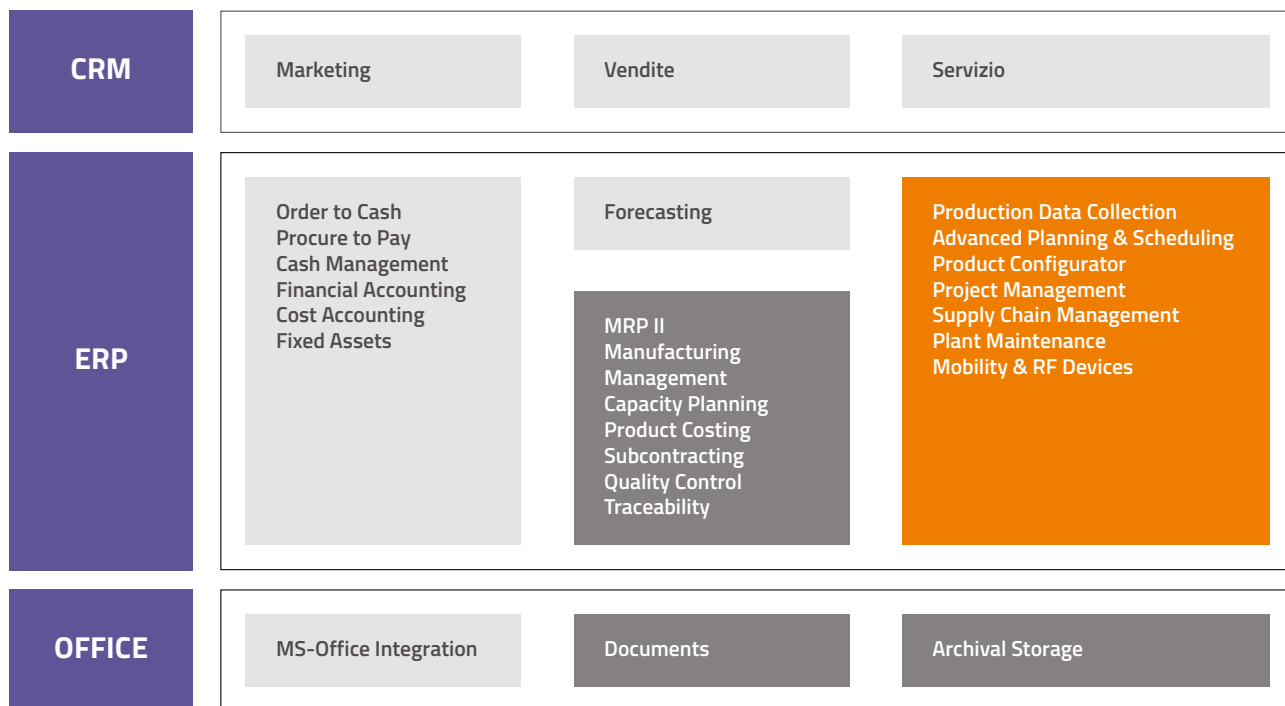 CRM
Marketing
Vendite
Servizio
ERP
Order to Cash
Procure to Pay
Cash Management
Financial Accounting
Cost Accounting
Fixed Assets
Forecasting
MRP II
Manufacturing
Management
Capacity Planning
Product Costing
Subcontracting
Quality Control
Traceability
Production Data Collection
Advanced Planning & Scheduling
Product Configurator
Project Management
Supply Chain Management
Plant Maintenance
Mobility & RF Devices
OFFICE
MS-Office Integration
Documents
Archival Storage